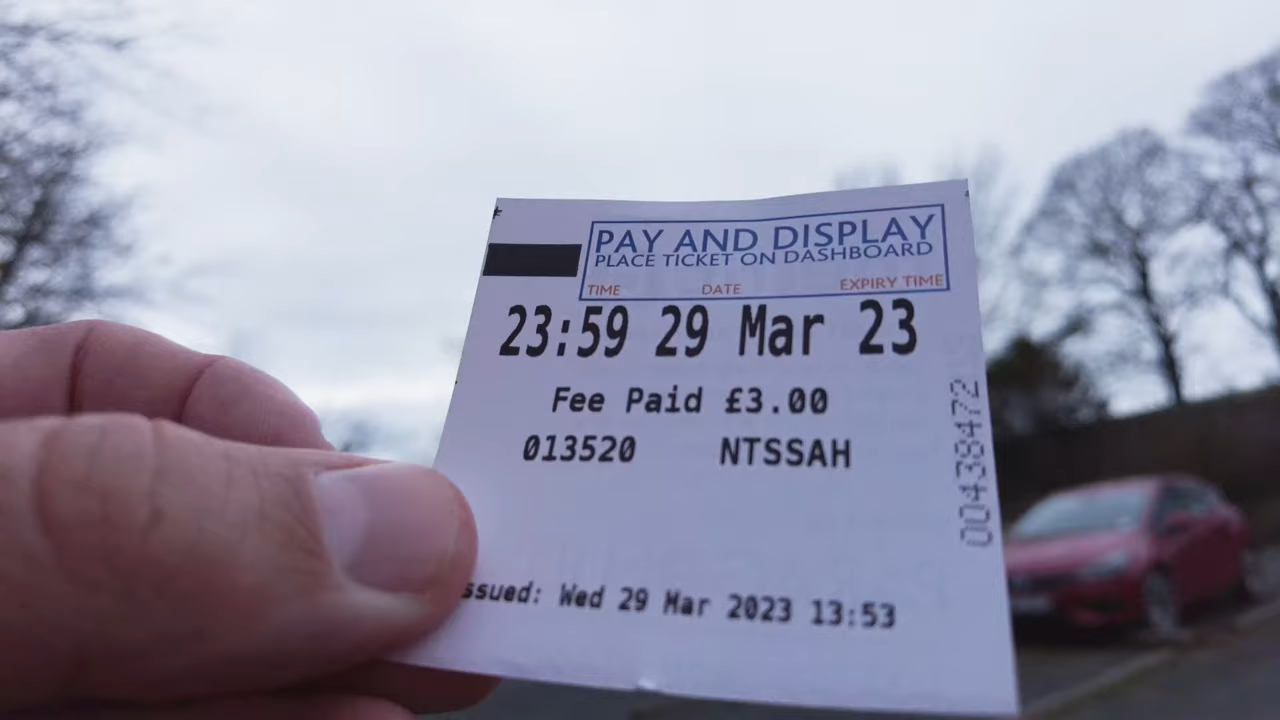 PAY AND DISPLAY
PLACE TICKET ON DASHBOARD
TIME DATE EXPIRY TIME
23:59 29 Mar 23
Fee Paid £3.00
013520 NTSSAH
00438472
ssued: Wed 29 Mar 2023 13:53